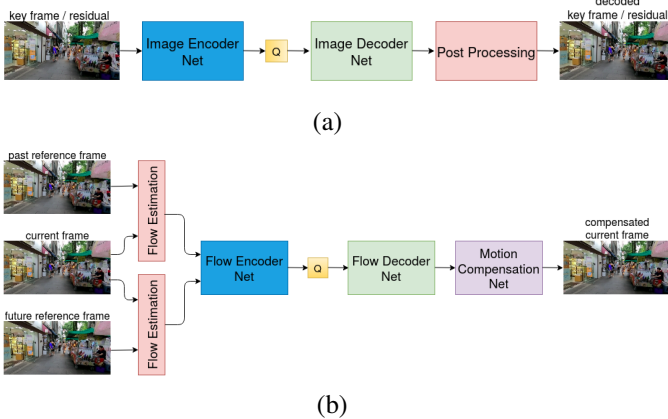 decoded
key frame / residual
key frame / residual
Image Encoder
Net
Q
Image Decoder
Net
Post Processing
(a)
past reference frame
current frame
future reference frame
Flow Estimation
Flow Estimation
Flow Encoder
Net
Q
Flow Decoder
Net
Motion
Compensation
Net
compensated
current frame
(b)